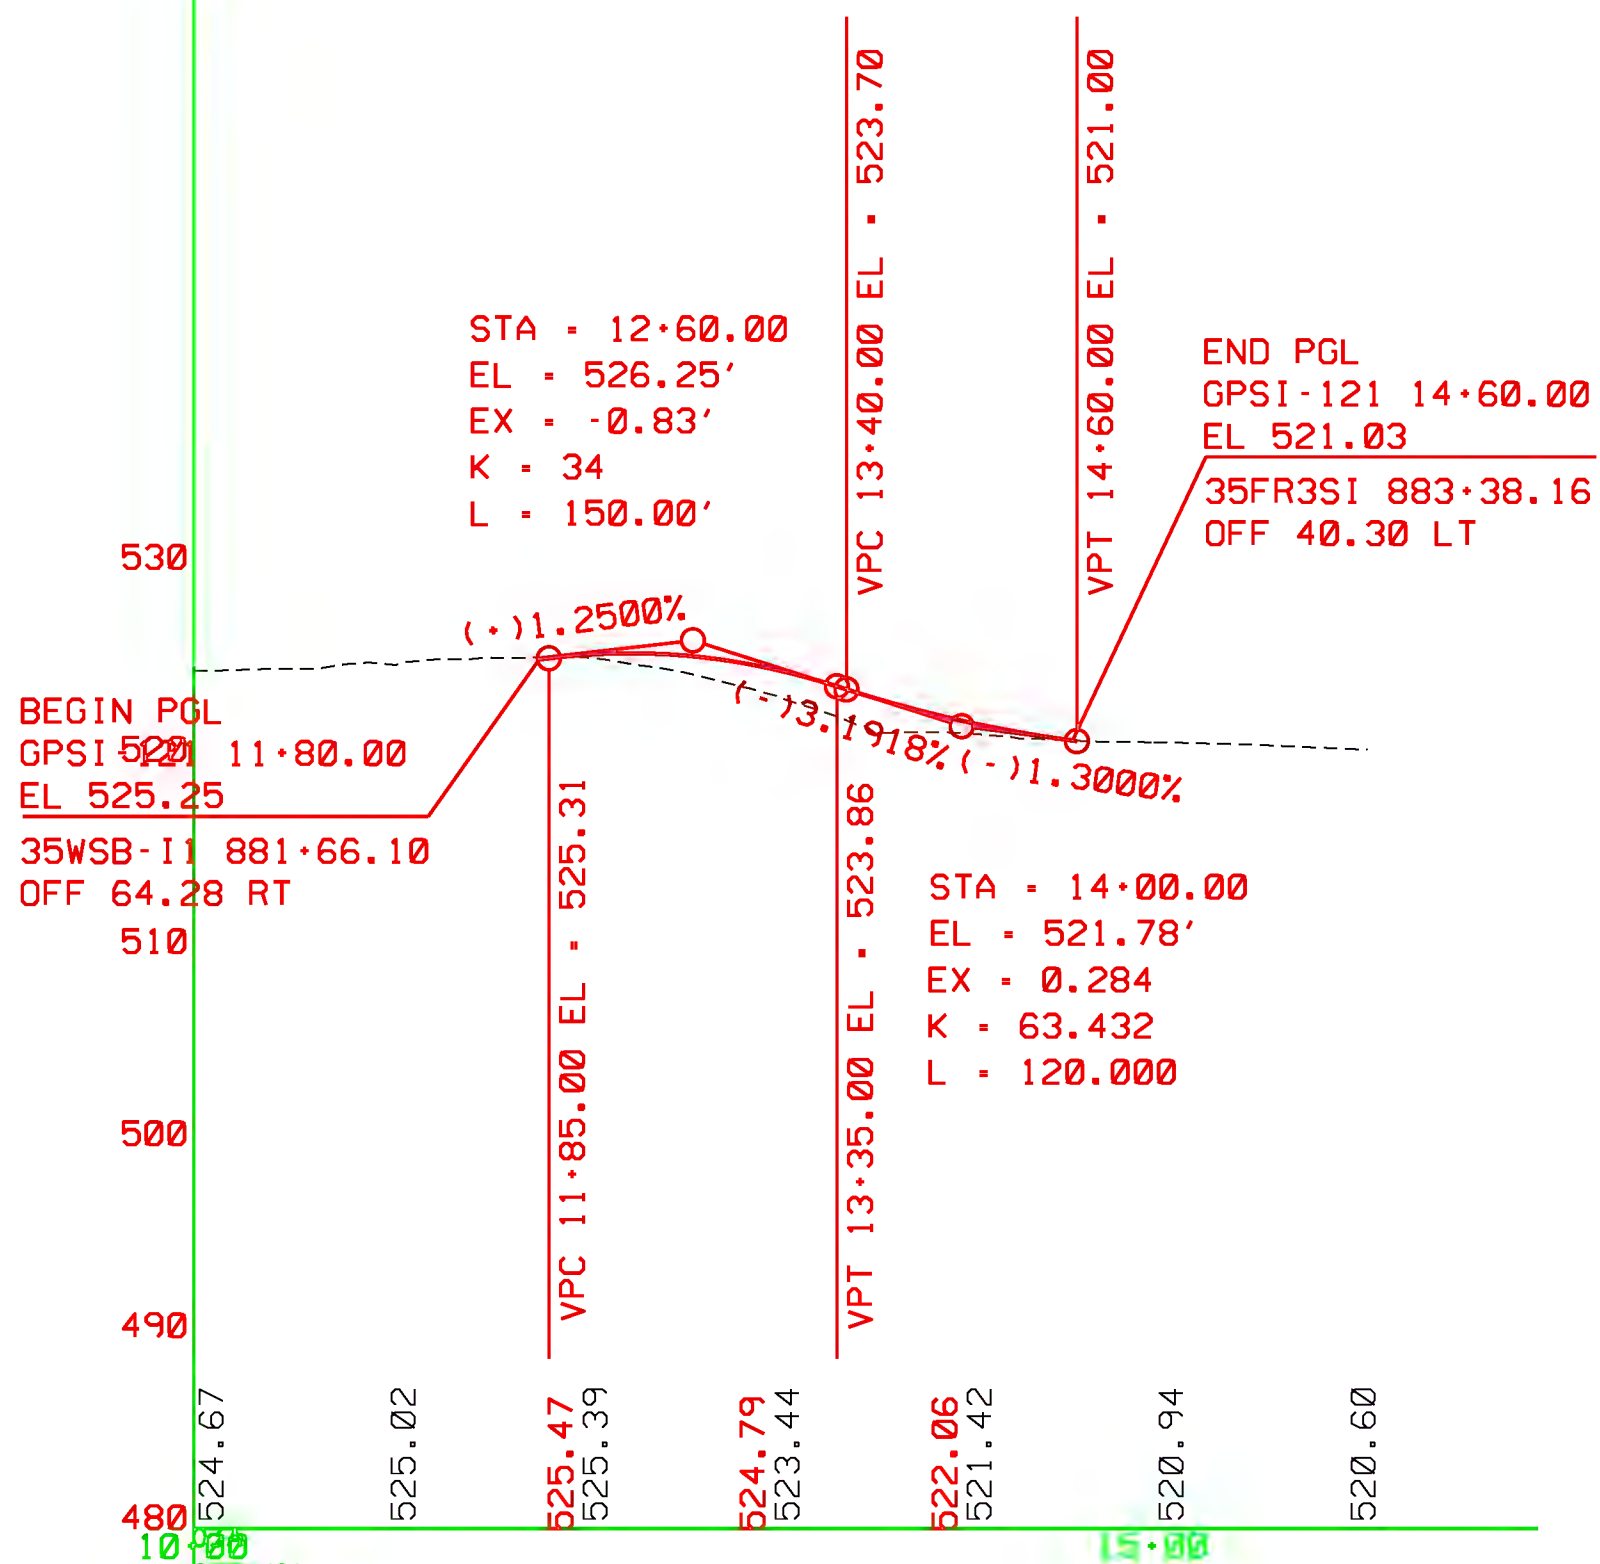 VPC 13+40.00 EL = 523.70
VPT 14+60.00 EL = 521.00
STA = 12+60.00
EL = 526.25'
EX = -0.83'
K = 34
L = 150.00'
END PGL
GPSI-121 14+60.00
EL 521.03
35FR3SI 883+38.16
OFF 40.30 LT
530
(+)1.2500%
(-)3.1918%
(-)1.3000%
BEGIN PGL
GPSI-121 11+80.00
520
EL 525.25
35WSB-I1 881+66.10
OFF 64.28 RT
VPC 11+85.00 EL = 525.31
VPT 13+35.00 EL = 523.86
STA = 14+00.00
EL = 521.78'
EX = 0.284
K = 63.432
L = 120.000
510
500
490
480
524.67
525.02
525.47
525.39
524.79
523.44
522.06
521.42
520.94
520.60
10+00
15+00